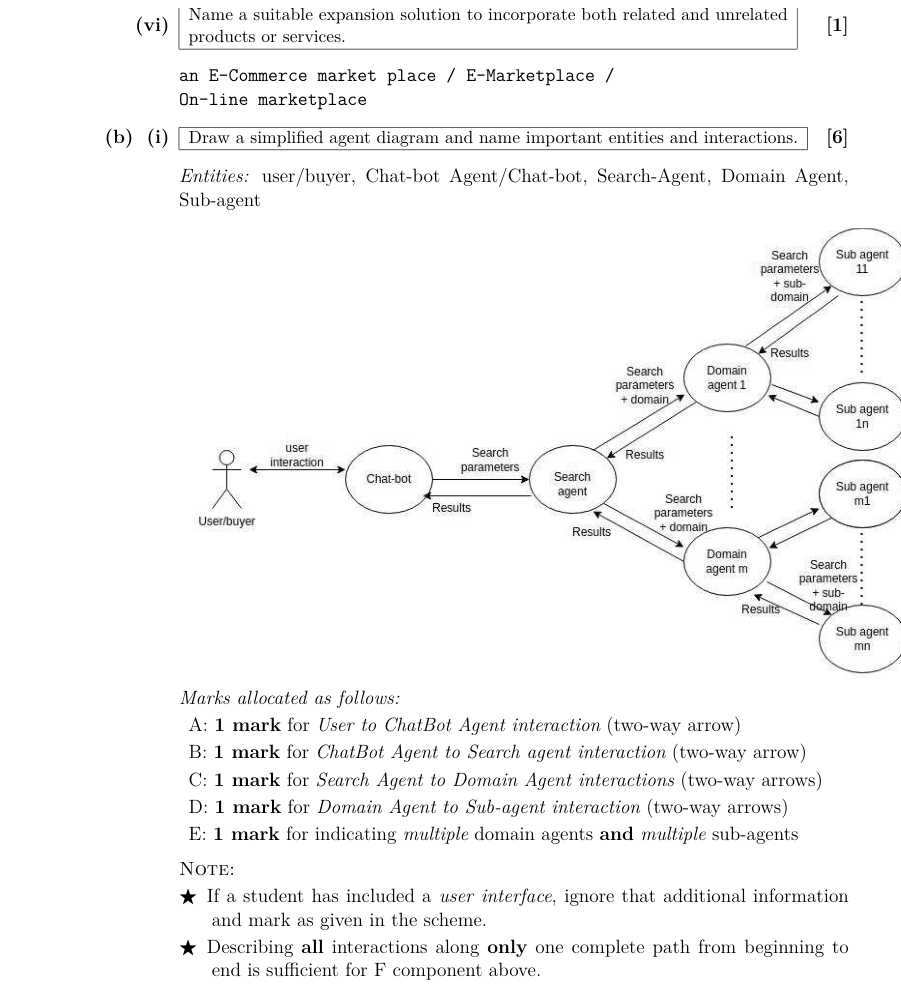 (vi) Name a suitable expansion solution to incorporate both related and unrelated [1]
products or services.
an E-Commerce market place / E-Marketplace /
On-line marketplace
(b) (i) Draw a simplified agent diagram and name important entities and interactions. [6]
Entities: user/buyer, Chat-bot Agent/Chat-bot, Search-Agent, Domain Agent,
Sub-agent
Search
parameters
+ sub-
domain
Sub agent
11
Results
Search
parameters
+ domain
Domain
agent 1
Sub agent
1n
Results
user
interaction
User/buyer
Chat-bot
Search
parameters
Results
Search
agent
Search
parameters
+ domain
Results
Domain
agent m
Sub agent
m1
Search
parameters
+ sub-
domain
Results
Sub agent
mn
Marks allocated as follows:
A: 1 mark for User to ChatBot Agent interaction (two-way arrow)
B: 1 mark for ChatBot Agent to Search agent interaction (two-way arrow)
C: 1 mark for Search Agent to Domain Agent interactions (two-way arrows)
D: 1 mark for Domain Agent to Sub-agent interaction (two-way arrows)
E: 1 mark for indicating multiple domain agents and multiple sub-agents
NOTE:
★ If a student has included a user interface, ignore that additional information
and mark as given in the scheme.
★ Describing all interactions along only one complete path from beginning to
end is sufficient for F component above.